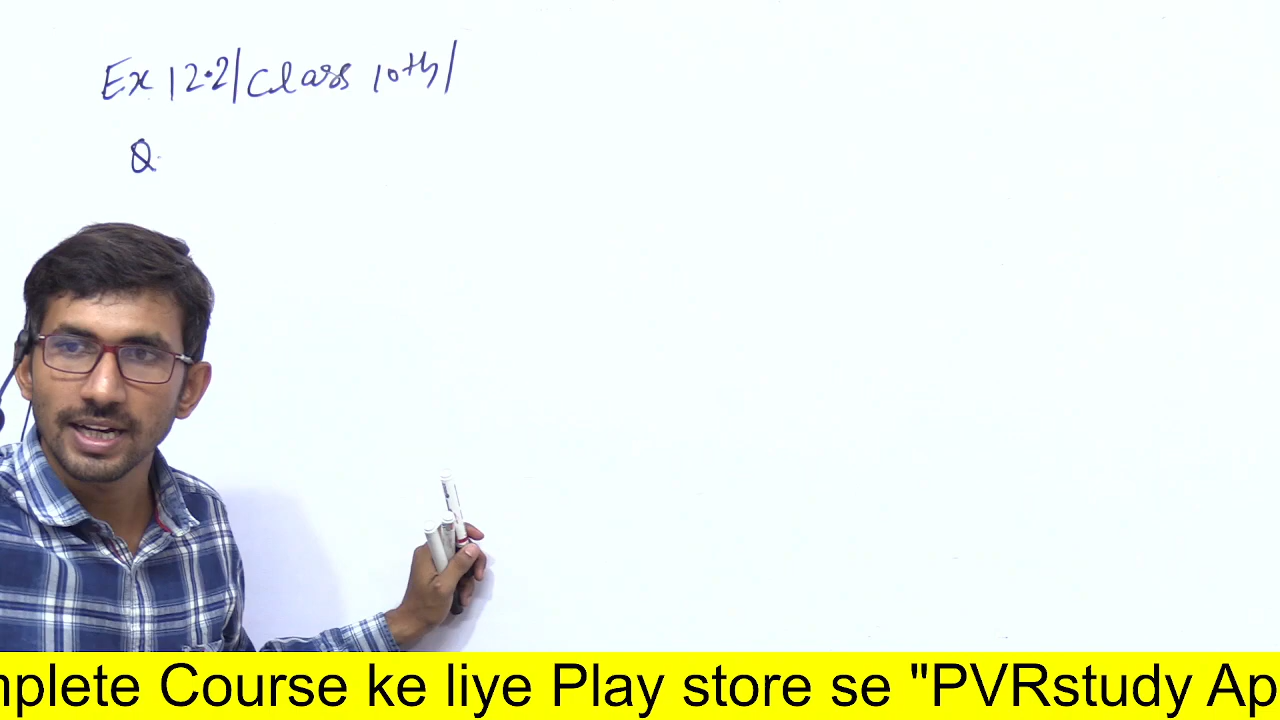 Ex 12.2/Class 10th/
Q.
mplete Course ke liye Play store se "PVRstudy Ap